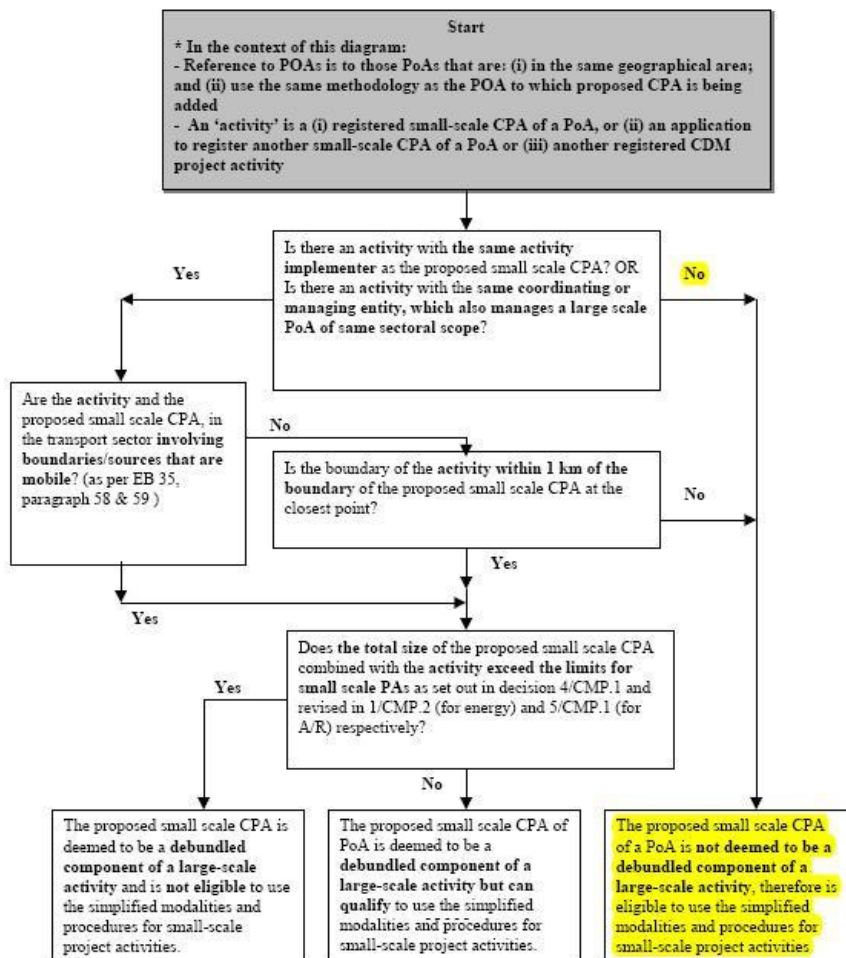 Start
* In the context of this diagram:
- Reference to POAs is to those PoAs that are: (i) in the same geographical area;
and (ii) use the same methodology as the POA to which proposed CPA is being
added
- An ‘activity’ is a (i) registered small-scale CPA of a PoA, or (ii) an application
to register another small-scale CPA of a PoA or (iii) another registered CDM
project activity
Is there an activity with the same activity
implementer as the proposed small scale CPA? OR
Is there an activity with the same coordinating or
managing entity, which also manages a large scale
PoA of same sectoral scope?
Yes
No
Are the activity and the
proposed small scale CPA, in
the transport sector involving
boundaries/sources that are
mobile? (as per EB 35,
paragraph 58 & 59 )
No
Is the boundary of the activity within 1 km of the
boundary of the proposed small scale CPA at the
closest point?
No
Yes
Yes
Does the total size of the proposed small scale CPA
combined with the activity exceed the limits for
small scale PAs as set out in decision 4/CMP.1 and
revised in 1/CMP.2 (for energy) and 5/CMP.1 (for
A/R) respectively?
Yes
No
The proposed small scale CPA is
deemed to be a debundled
component of a large-scale
activity and is not eligible to use
the simplified modalities and
procedures for small-scale
project activities.
The proposed small scale CPA of
PoA is deemed to be a
debundled component of a
large-scale activity but can
qualify to use the simplified
modalities and procedures for
small-scale project activities.
The proposed small scale CPA
of a PoA is not deemed to be a
debundled component of a
large-scale activity, therefore is
eligible to use the simplified
modalities and procedures for
small-scale project activities